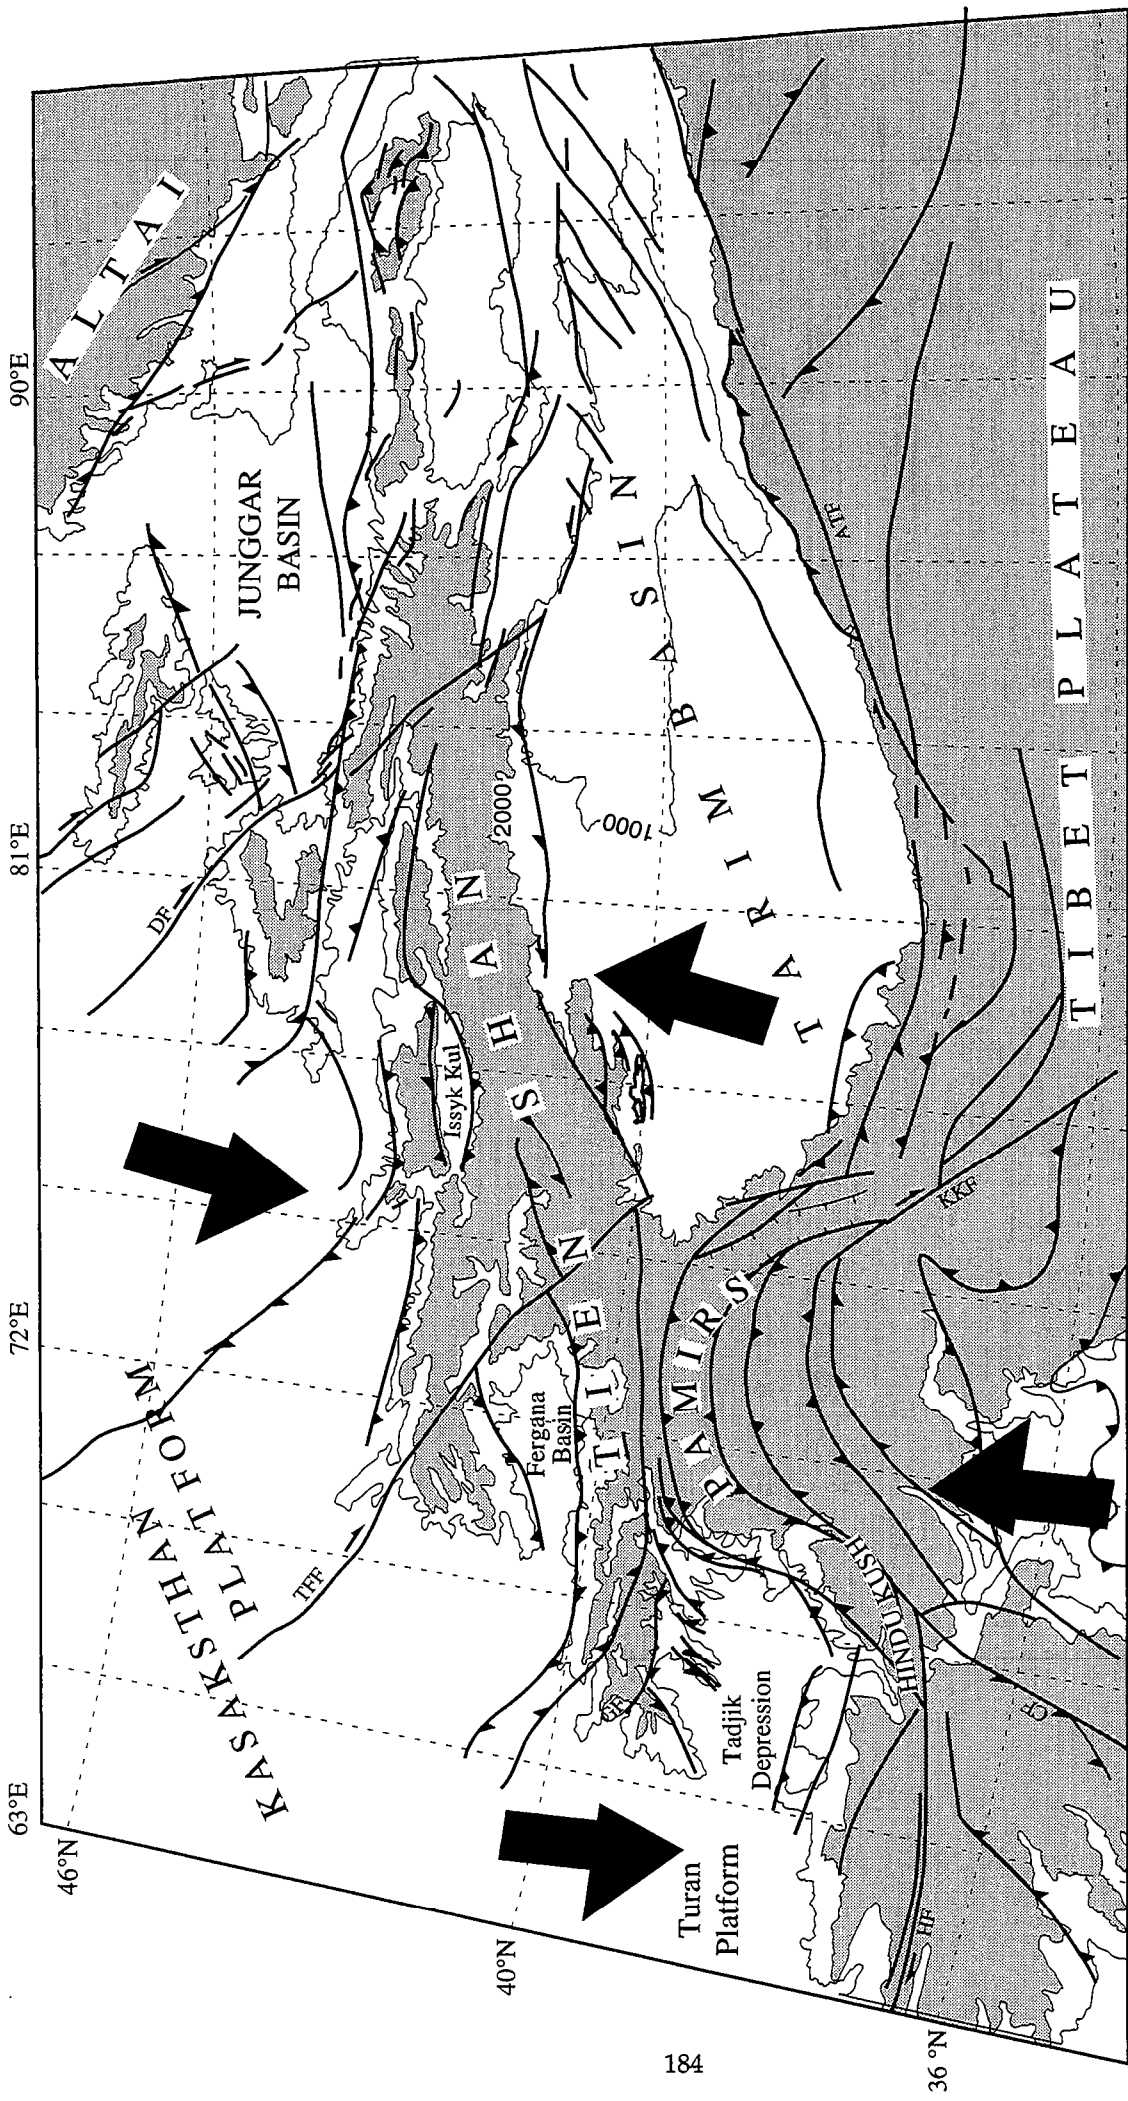 63°E
72°E
81°E
90°E
46°N
40°N
36 °N
ALTAI
KASAKSTHAN
PLATFORM
JUNGGAR
BASIN
DF
TFF
Issyk Kul
TIEN SHAN
2000
1000
Fergana
Basin
TARIM BASIN
PAMIRS
GF
Tadjik
Depression
Turan
Platform
HINDUKUSH
KKF
ATF
HF
CF
TIBET PLATEAU
184